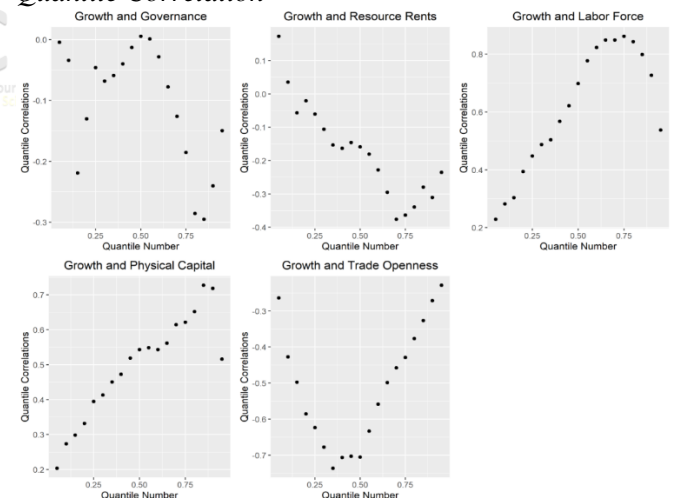 Quantile Correlation
Growth and Governance
Quantile Correlations
0.0
-0.1
-0.2
-0.3
0.25 0.50 0.75
Quantile Number
Growth and Resource Rents
Quantile Correlations
0.1
0.0
-0.1
-0.2
-0.3
-0.4
0.25 0.50 0.75
Quantile Number
Growth and Labor Force
Quantile Correlations
0.8
0.6
0.4
0.2
0.25 0.50 0.75
Quantile Number
Growth and Physical Capital
Quantile Correlations
0.7
0.6
0.5
0.4
0.3
0.2
0.25 0.50 0.75
Quantile Number
Growth and Trade Openness
Quantile Correlations
-0.3
-0.4
-0.5
-0.6
-0.7
0.25 0.50 0.75
Quantile Number